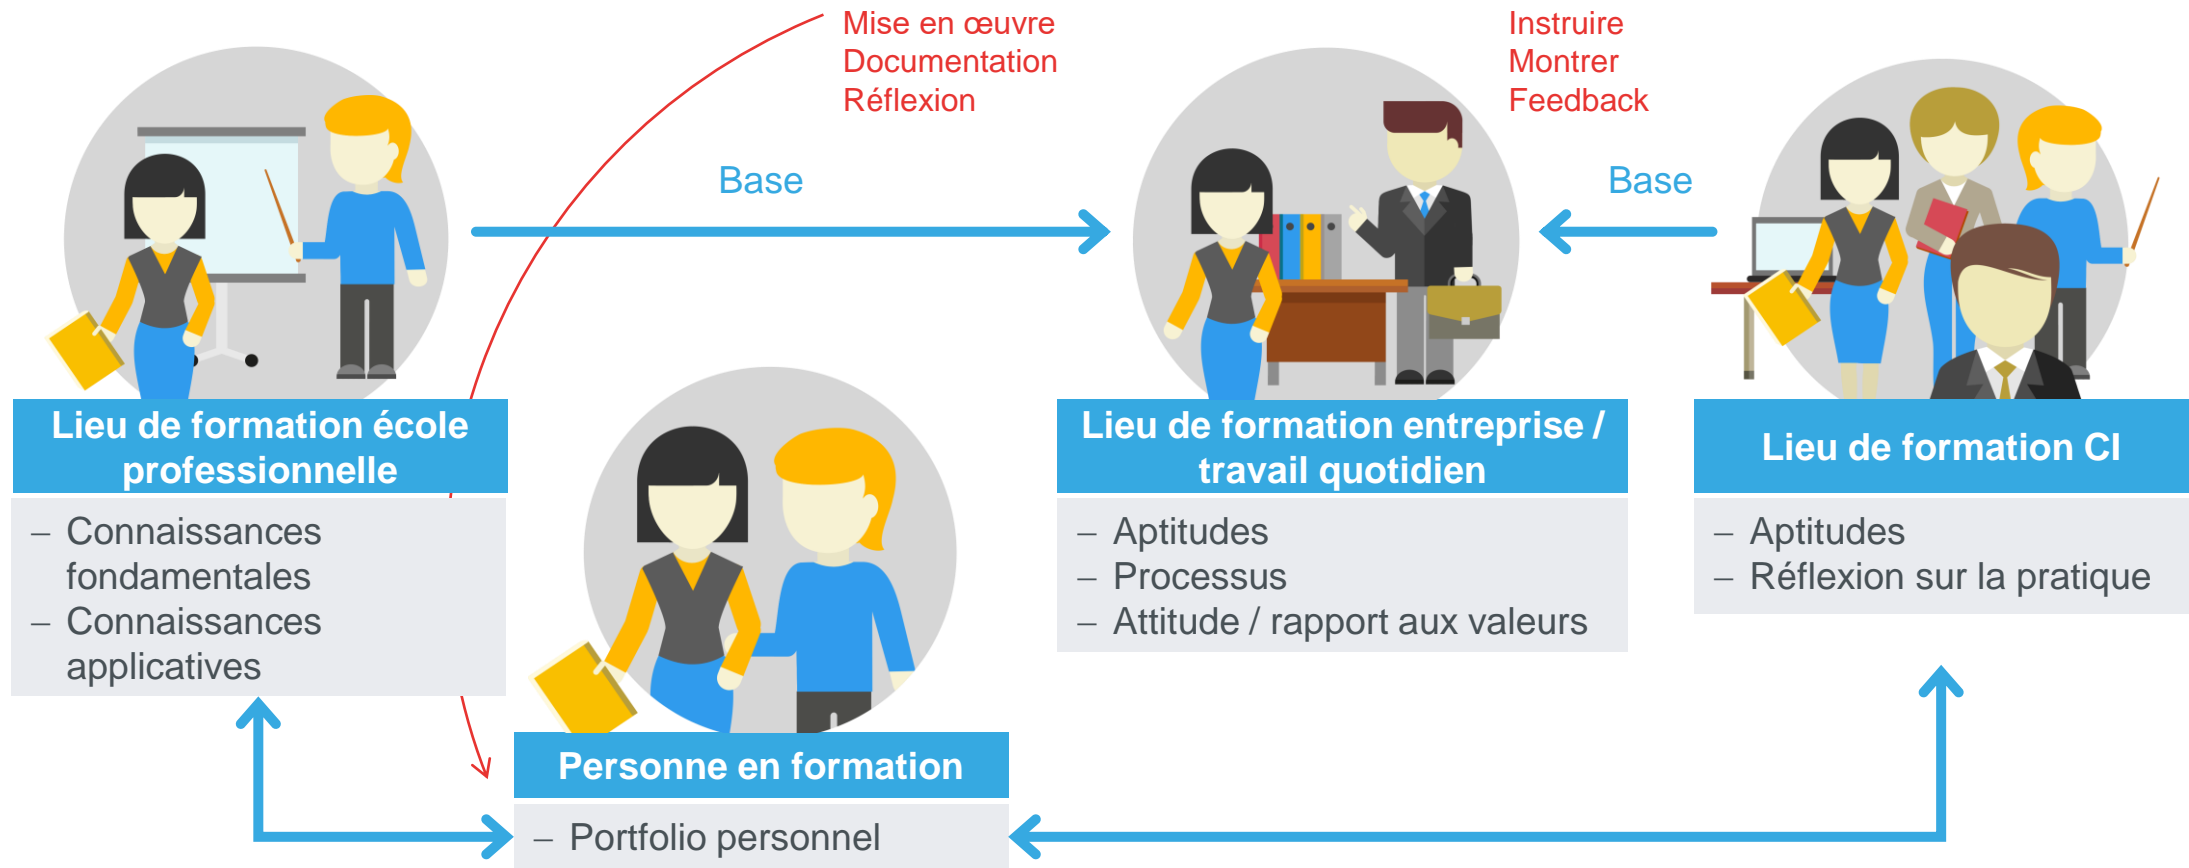 Mise en œuvre
Documentation
Réflexion
Instruire
Montrer
Feedback
Base
Base
Lieu de formation école
professionnelle
– Connaissances
fondamentales
– Connaissances
applicatives
Lieu de formation entreprise /
travail quotidien
– Aptitudes
– Processus
– Attitude / rapport aux valeurs
Lieu de formation CI
– Aptitudes
– Réflexion sur la pratique
Personne en formation
– Portfolio personnel